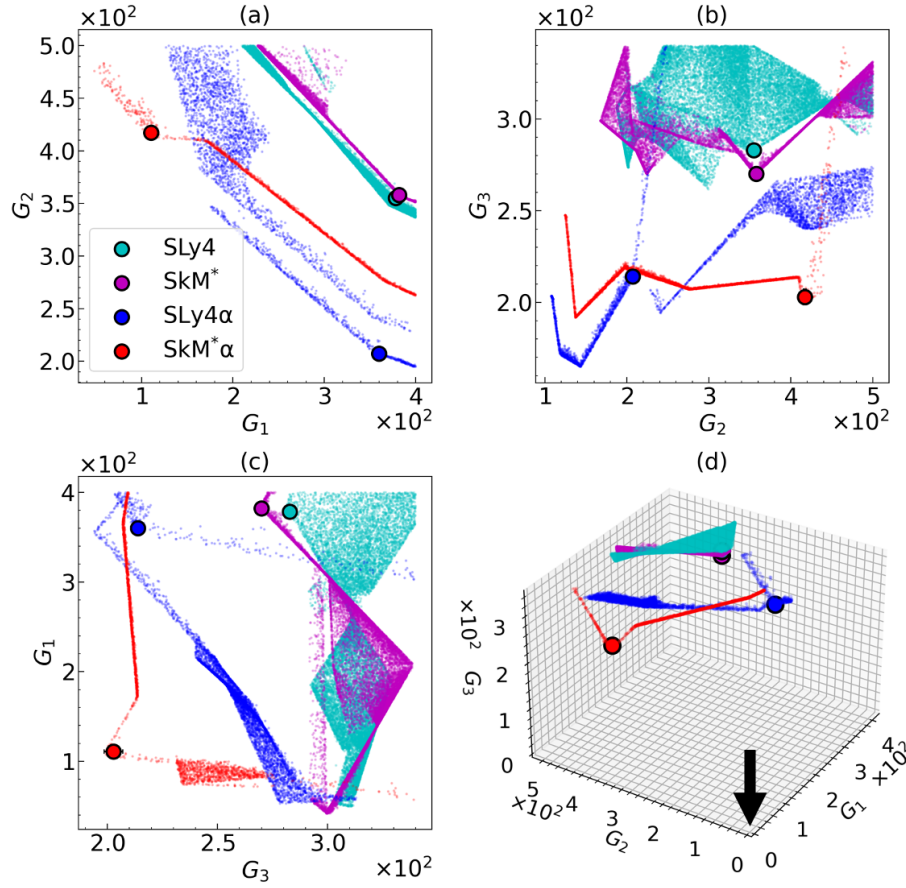 (a)
×10²
5.0
4.5
4.0
3.5
3.0
2.5
2.0
G₂
SLy4
SkM*
SLy4α
SkM*α
1 2 3 4
G₁
×10²
(b)
×10²
3.0
2.5
2.0
G₃
1 2 3 4 5
G₂
×10²
(c)
×10²
4
3
2
1
G₁
2.0 2.5 3.0
G₃
×10²
(d)
×10²
G₃
3
2
1
0
5
×10²
4
3
G₂
2
1
0
0
1
G₁
2
3
×10²
4